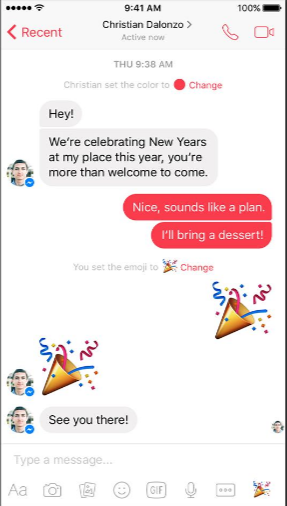 9:41 AM
100%
Recent
Christian Dalonzo
Active now
THU 9:38 AM
Christian set the color to Change
Hey!
We're celebrating New Years
at my place this year, you're
more than welcome to come.
Nice, sounds like a plan.
I'll bring a dessert!
You set the emoji to 🎉 Change
🎉
🎉
See you there!
Type a message...
Aa
GIF
🎉